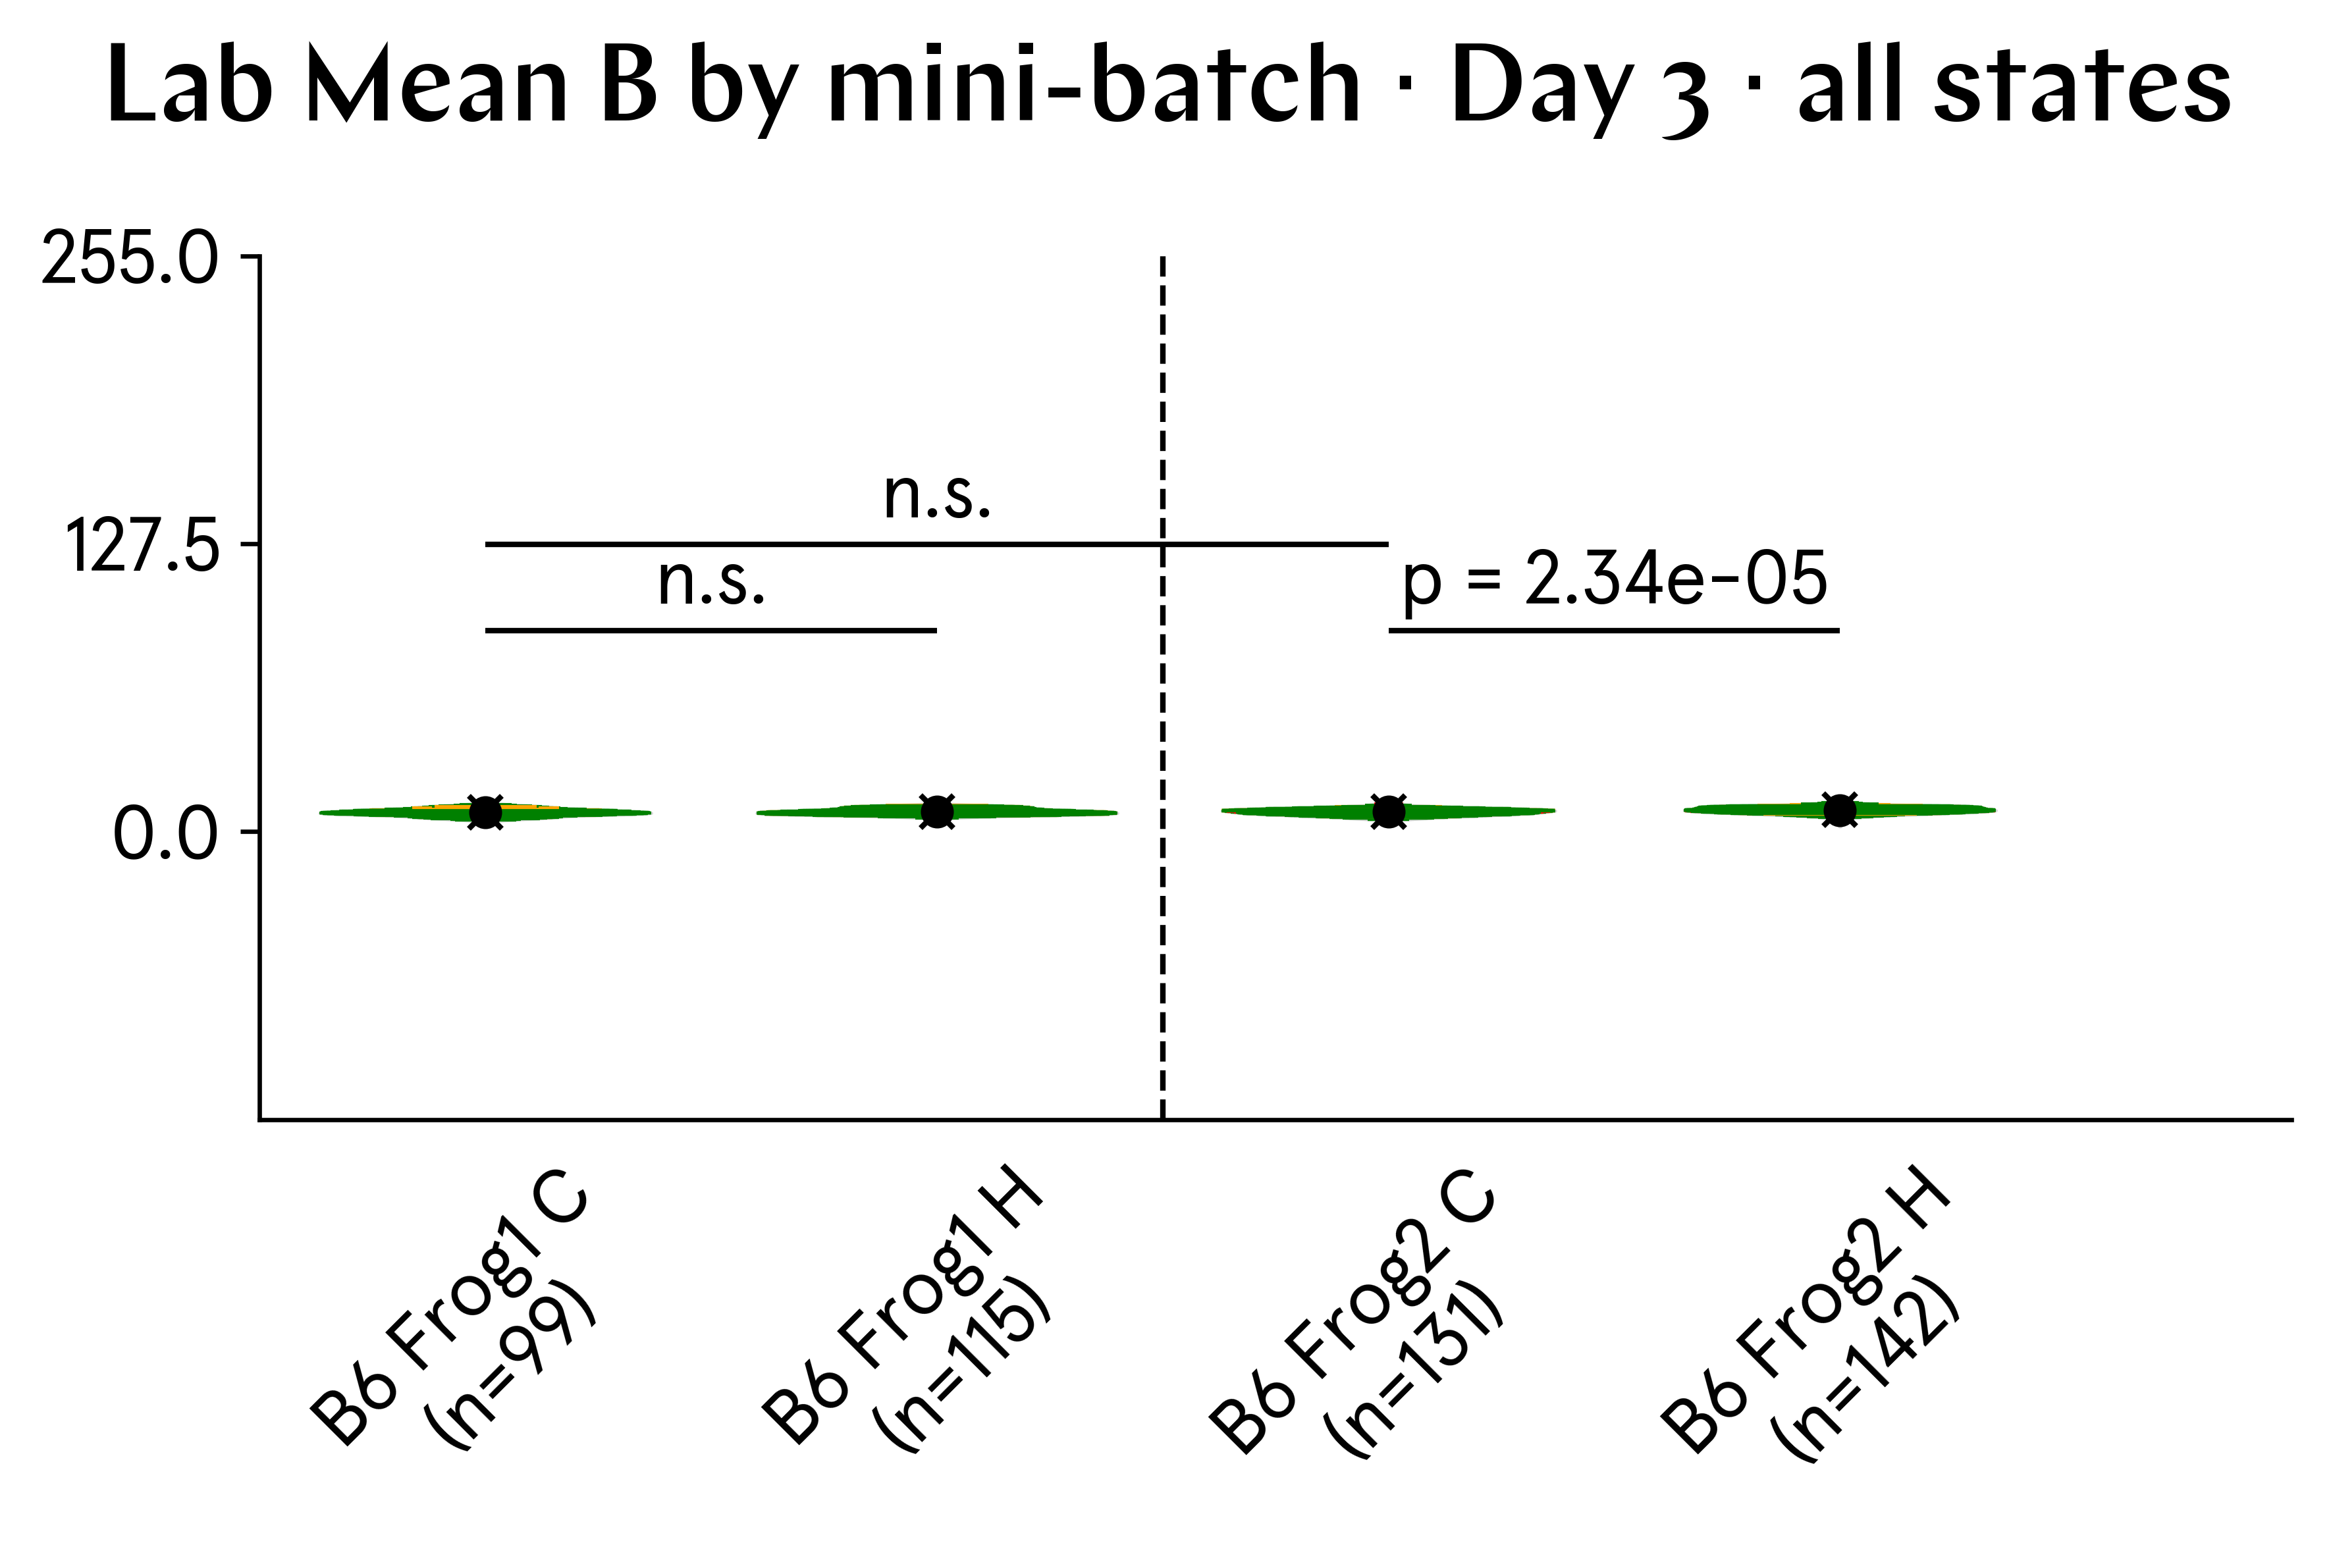 Lab Mean B by mini-batch · Day 3 · all states
255.0
127.5
0.0
n.s.
n.s.
p = 2.34e−05
B6 Frog1 C
(n=99)
B6 Frog1 H
(n=115)
B6 Frog2 C
(n=131)
B6 Frog2 H
(n=142)